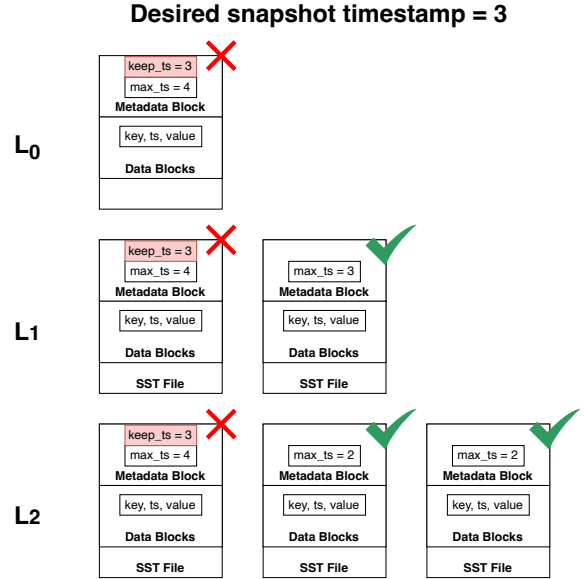 Desired snapshot timestamp = 3
keep_ts = 3
max_ts = 4
Metadata Block
L0
key, ts, value
Data Blocks
keep_ts = 3
max_ts = 4
Metadata Block
max_ts = 3
Metadata Block
L1
key, ts, value
Data Blocks
SST File
key, ts, value
Data Blocks
SST File
keep_ts = 3
max_ts = 4
Metadata Block
max_ts = 2
Metadata Block
max_ts = 2
Metadata Block
L2
key, ts, value
Data Blocks
SST File
key, ts, value
Data Blocks
SST File
key, ts, value
Data Blocks
SST File